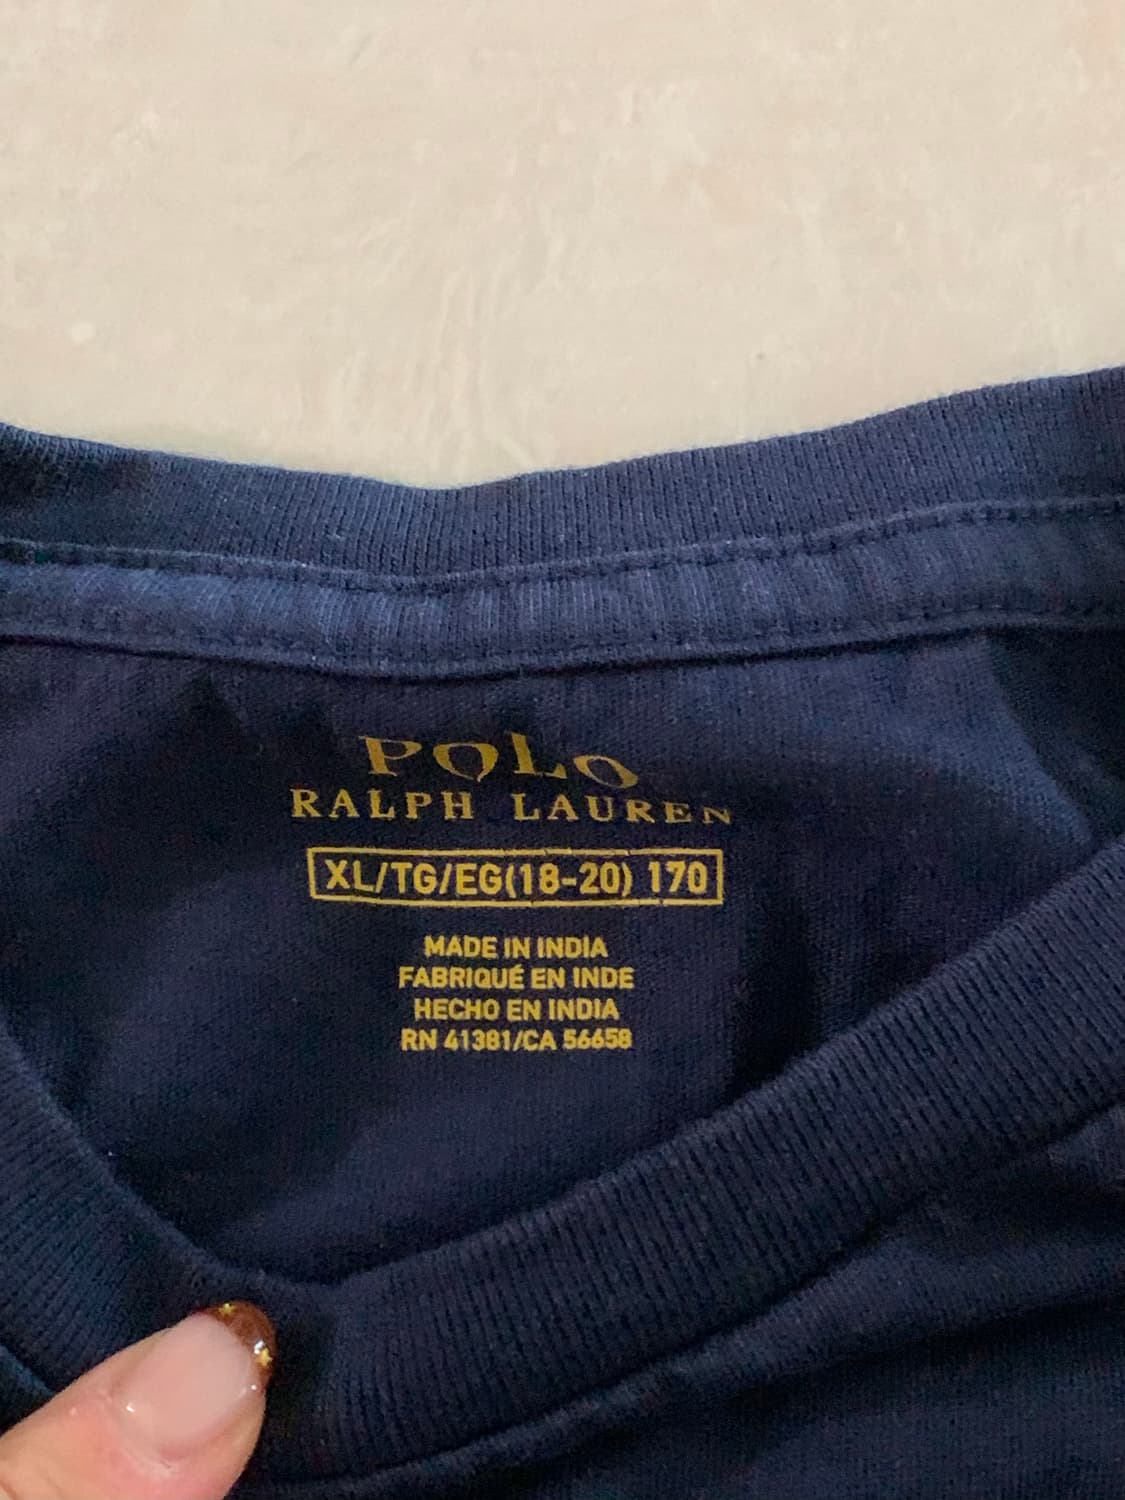 POLO
RALPH LAUREN
XL/TG/EG(18-20) 170
MADE IN INDIA
FABRIQUÉ EN INDE
HECHO EN INDIA
RN 41381/CA 56658